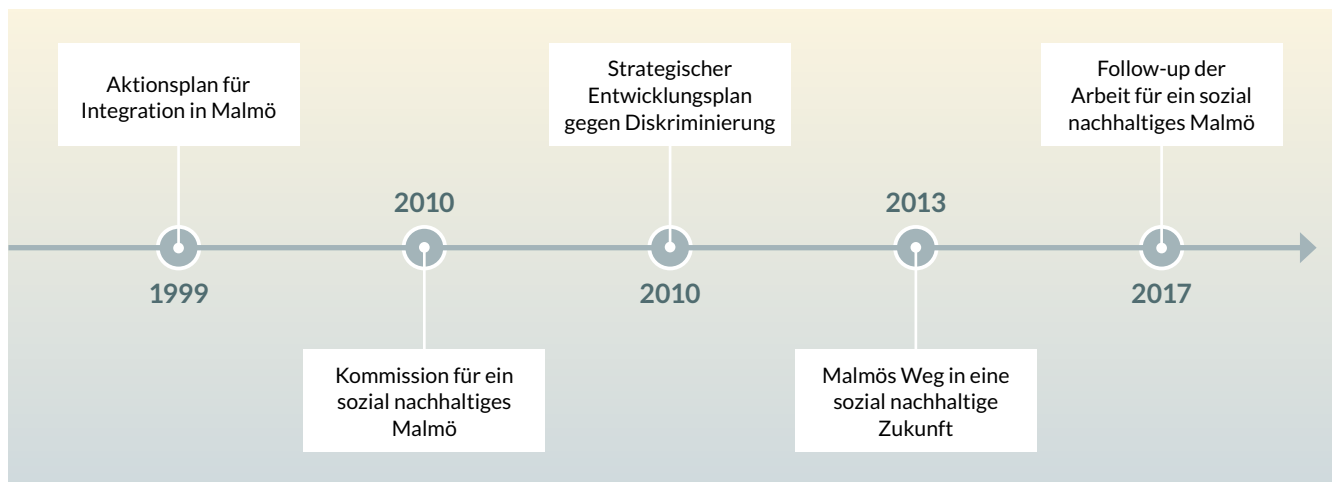 Aktionsplan für
Integration in Malmö
1999
2010
Kommission für ein
sozial nachhaltiges
Malmö
Strategischer
Entwicklungsplan
gegen Diskriminierung
2010
2013
Malmös Weg in eine
sozial nachhaltige
Zukunft
Follow-up der
Arbeit für ein sozial
nachhaltiges Malmö
2017